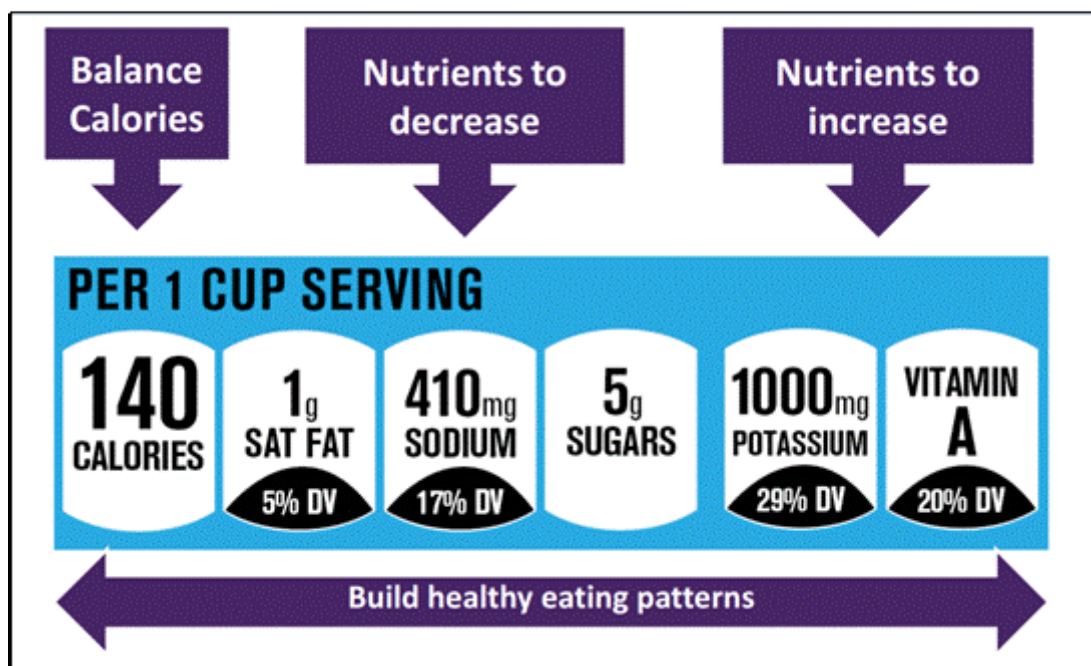 Balance
Calories
Nutrients to
decrease
Nutrients to
increase
PER 1 CUP SERVING
140
CALORIES
1g
SAT FAT
5% DV
410mg
SODIUM
17% DV
5g
SUGARS
1000mg
POTASSIUM
29% DV
VITAMIN
A
20% DV
Build healthy eating patterns